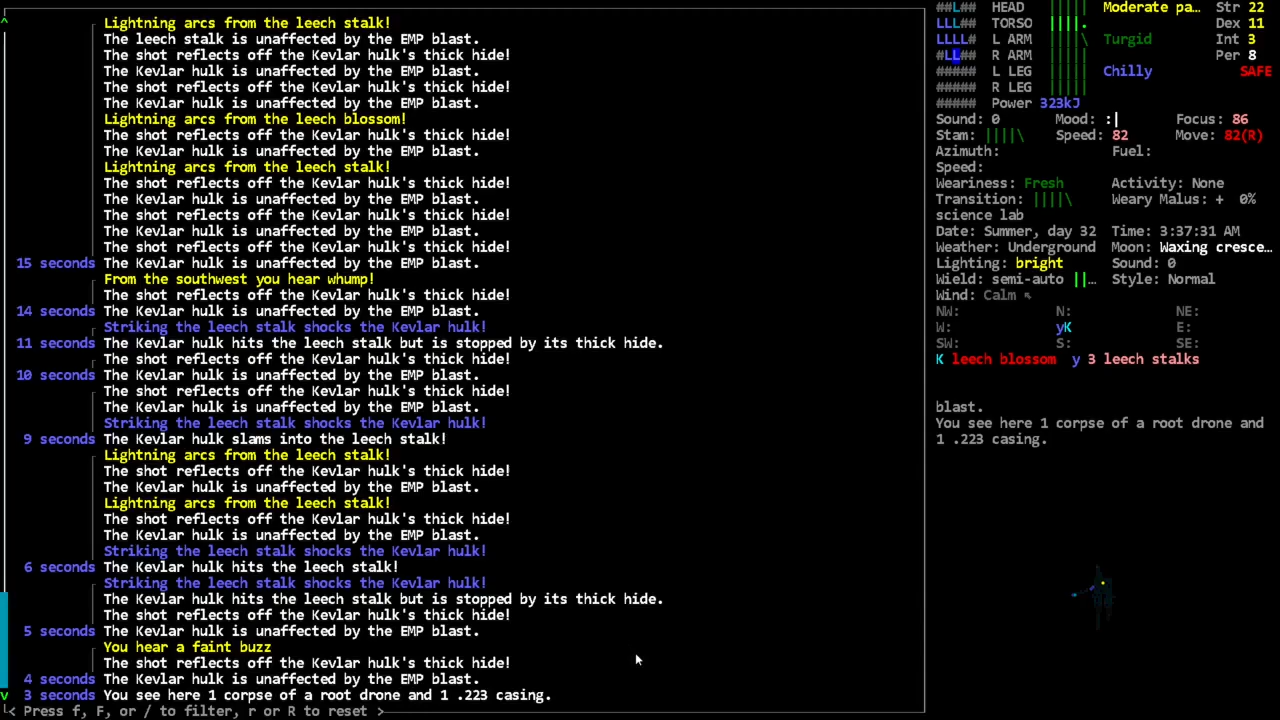 ^
Lightning arcs from the leech stalk!
The leech stalk is unaffected by the EMP blast.
The shot reflects off the Kevlar hulk's thick hide!
The Kevlar hulk is unaffected by the EMP blast.
The shot reflects off the Kevlar hulk's thick hide!
The Kevlar hulk is unaffected by the EMP blast.
Lightning arcs from the leech blossom!
The shot reflects off the Kevlar hulk's thick hide!
The Kevlar hulk is unaffected by the EMP blast.
Lightning arcs from the leech stalk!
The shot reflects off the Kevlar hulk's thick hide!
The Kevlar hulk is unaffected by the EMP blast.
The shot reflects off the Kevlar hulk's thick hide!
The Kevlar hulk is unaffected by the EMP blast.
The shot reflects off the Kevlar hulk's thick hide!
15 seconds The Kevlar hulk is unaffected by the EMP blast.
From the southwest you hear whump!
The shot reflects off the Kevlar hulk's thick hide!
14 seconds The Kevlar hulk is unaffected by the EMP blast.
Striking the leech stalk shocks the Kevlar hulk!
11 seconds The Kevlar hulk hits the leech stalk but is stopped by its thick hide.
The shot reflects off the Kevlar hulk's thick hide!
10 seconds The Kevlar hulk is unaffected by the EMP blast.
The shot reflects off the Kevlar hulk's thick hide!
The Kevlar hulk is unaffected by the EMP blast.
Striking the leech stalk shocks the Kevlar hulk!
9 seconds The Kevlar hulk slams into the leech stalk!
Lightning arcs from the leech stalk!
The shot reflects off the Kevlar hulk's thick hide!
The Kevlar hulk is unaffected by the EMP blast.
Lightning arcs from the leech stalk!
The shot reflects off the Kevlar hulk's thick hide!
The Kevlar hulk is unaffected by the EMP blast.
Striking the leech stalk shocks the Kevlar hulk!
6 seconds The Kevlar hulk hits the leech stalk!
Striking the leech stalk shocks the Kevlar hulk!
The Kevlar hulk hits the leech stalk but is stopped by its thick hide.
The shot reflects off the Kevlar hulk's thick hide!
5 seconds The Kevlar hulk is unaffected by the EMP blast.
You hear a faint buzz
The shot reflects off the Kevlar hulk's thick hide!
4 seconds The Kevlar hulk is unaffected by the EMP blast.
v 3 seconds You see here 1 corpse of a root drone and 1 .223 casing.
< Press f, F, or / to filter, r or R to reset >
##L## HEAD ||||| Moderate pa… Str 22
LLL## TORSO ||||. Dex 11
LLLL# L ARM ||||\ Turgid Int 3
#LL## R ARM ||||| Per 8
##### L LEG ||||| Chilly SAFE
##### R LEG |||||
##### Power 323kJ
Sound: 0 Mood: :| Focus: 86
Stam: ||||\ Speed: 82 Move: 82(R)
Azimuth: Fuel:
Speed:
Weariness: Fresh Activity: None
Transition: ||||\ Weary Malus: + 0%
science lab
Date: Summer, day 32 Time: 3:37:31 AM
Weather: Underground Moon: Waxing cresce…
Lighting: bright Sound: 0
Wield: semi-auto ||… Style: Normal
Wind: Calm ↖
NW: N: NE:
W: yK E:
SW: S: SE:
K leech blossom y 3 leech stalks
blast.
You see here 1 corpse of a root drone and
1 .223 casing.